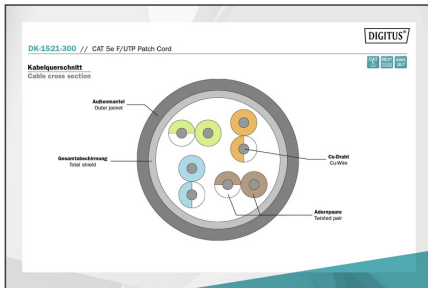 DIGITUS
DK-1521-300 // CAT 5e F/UTP Patch Cord
Kabelquerschnitt
Cable cross section
Außenmantel
Outer jacket
Gesamtabschirmung
Total shield
Cu-Draht
Cu-Wire
Adernpaare
Twisted pair